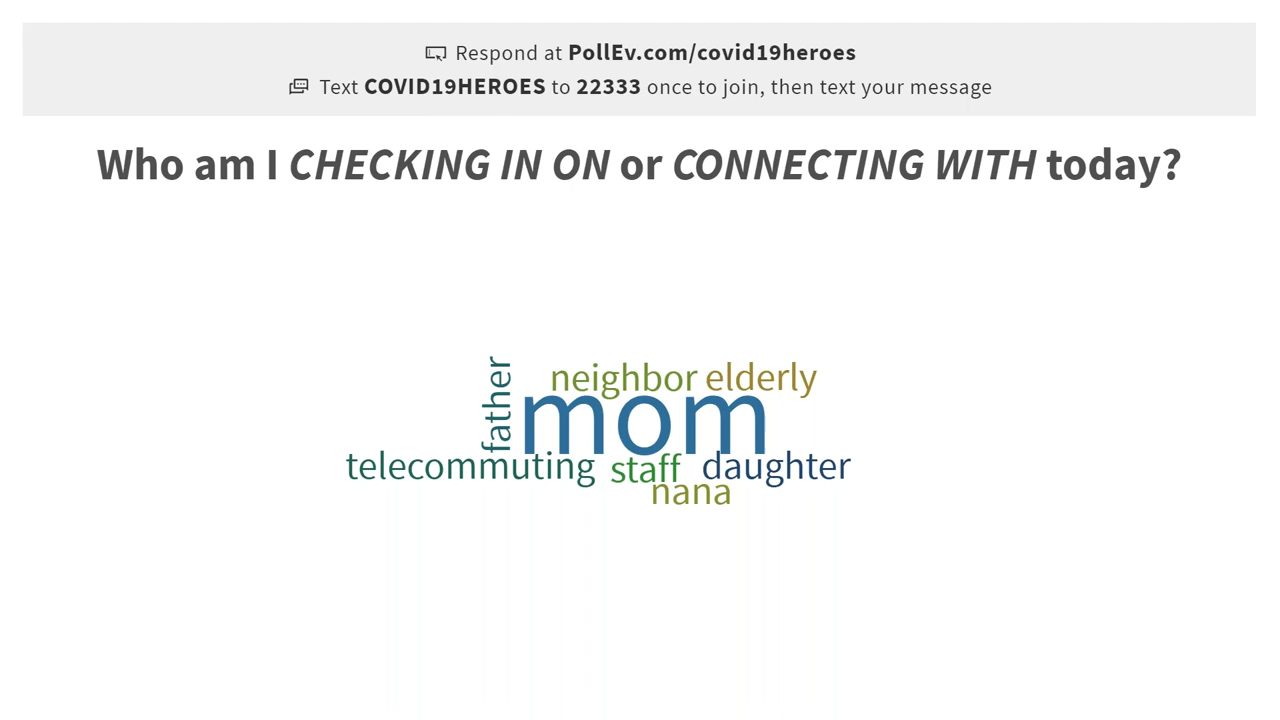 Respond at PollEv.com/covid19heroes
Text COVID19HEROES to 22333 once to join, then text your message
Who am I CHECKING IN ON or CONNECTING WITH today?
father
neighbor elderly
mom
telecommuting staff daughter
nana